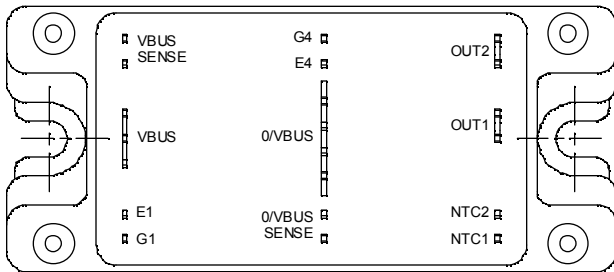 VBUS
SENSE
G4
E4
OUT2
VBUS
0/VBUS
OUT1
E1
G1
0/VBUS
SENSE
NTC2
NTC1